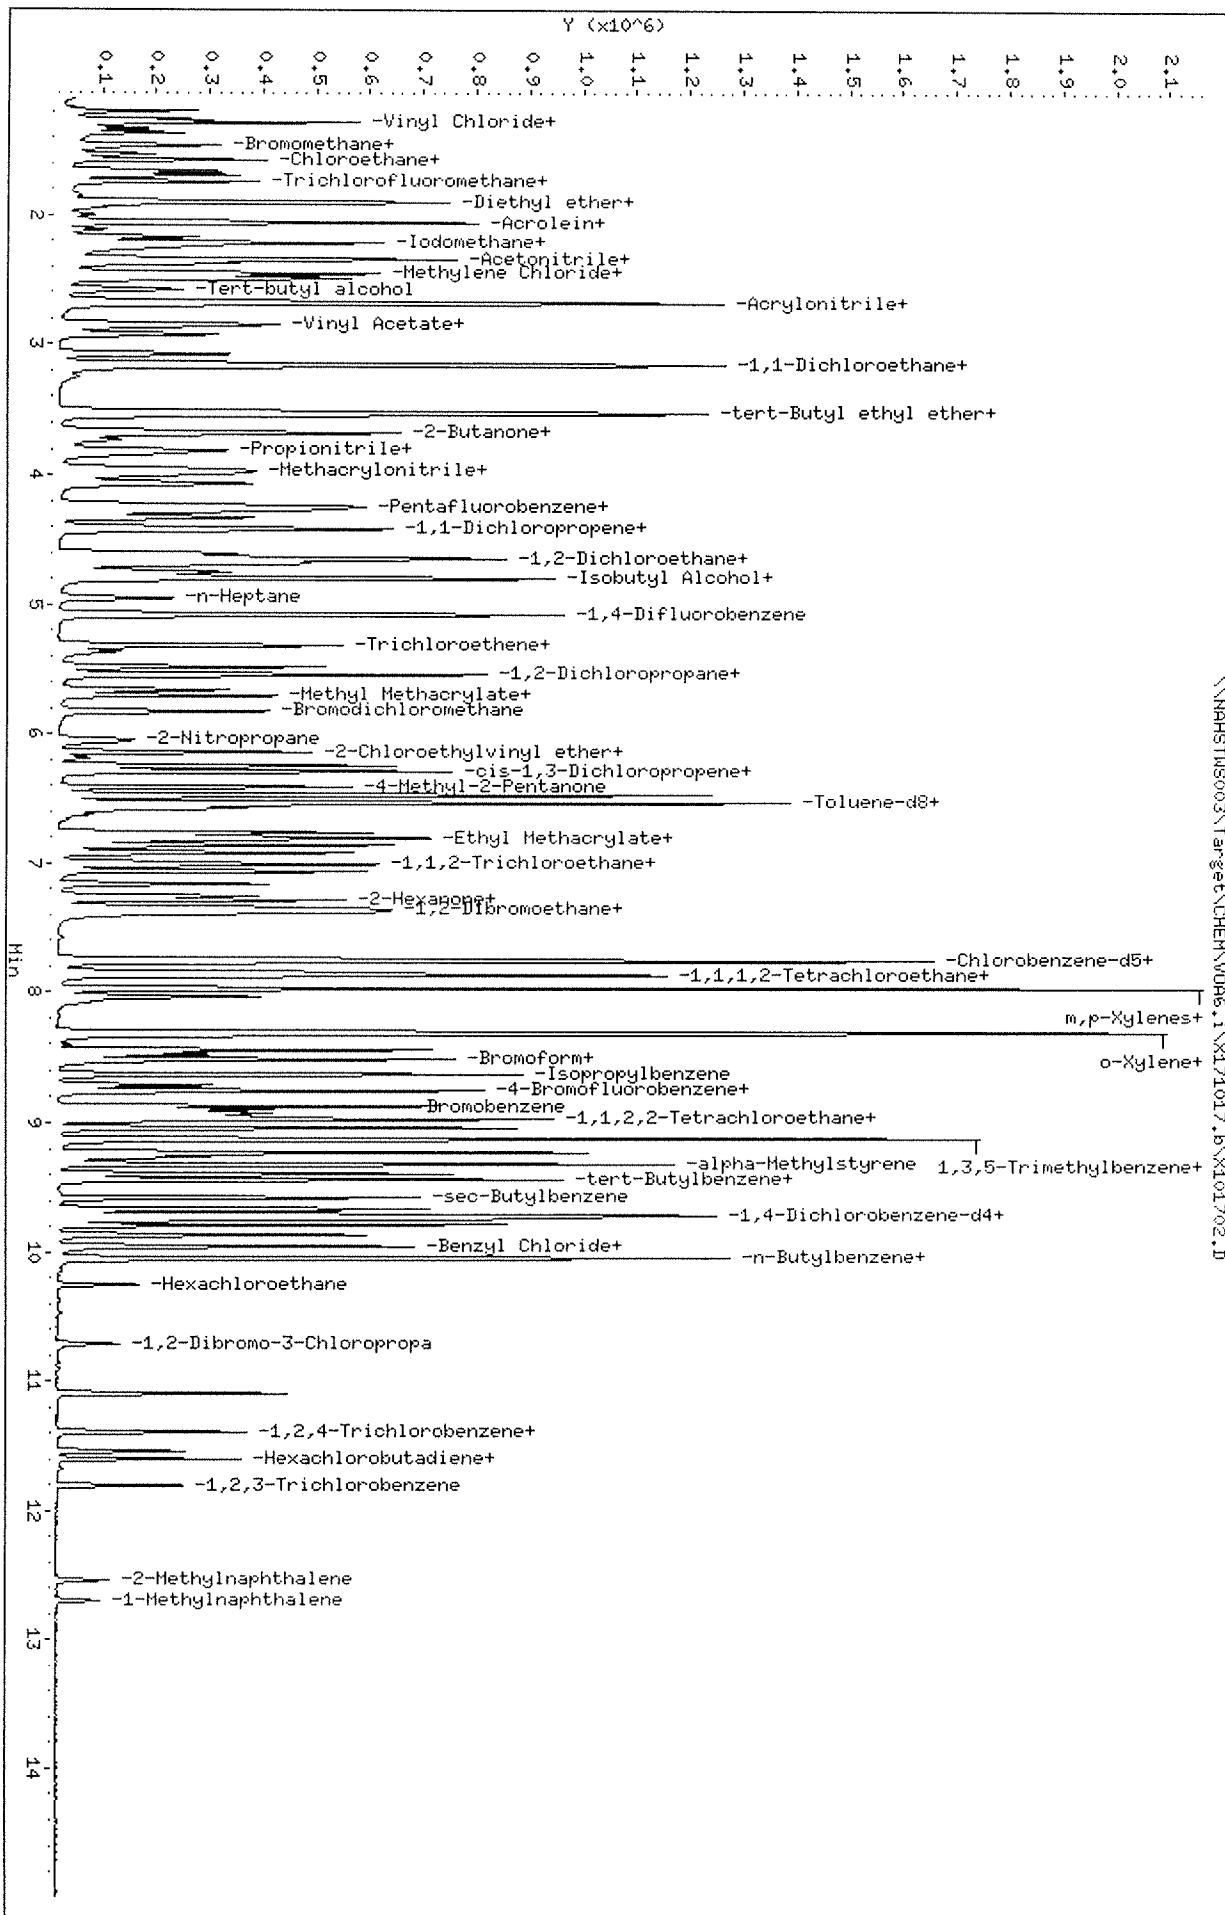 Y (x10^6)
0.1
0.2
0.3
0.4
0.5
0.6
0.7
0.8
0.9
1.0
1.1
1.2
1.3
1.4
1.5
1.6
1.7
1.8
1.9
2.0
2.1
-Vinyl Chloride+
-Bromomethane+
-Chloroethane+
-Trichlorofluoromethane+
-Diethyl ether+
2
-Acrolein+
-Iodomethane+
-Acetonitrile+
-Methylene Chloride+
-Tert-butyl alcohol
-Acrylonitrile+
-Vinyl Acetate+
3
-1,1-Dichloroethane+
-tert-Butyl ethyl ether+
-2-Butanone+
-Propionitrile+
-Methacrylonitrile+
4
-Pentafluorobenzene+
-1,1-Dichloropropene+
-1,2-Dichloroethane+
-Isobutyl Alcohol+
-n-Heptane
5
-1,4-Difluorobenzene
-Trichloroethene+
-1,2-Dichloropropane+
-Methyl Methacrylate+
-Bromodichloromethane
6
-2-Nitropropane
-2-Chloroethylvinyl ether+
-cis-1,3-Dichloropropene+
-4-Methyl-2-Pentanone
-Toluene-d8+
-Ethyl Methacrylate+
7
-1,1,2-Trichloroethane+
-2-Hexanone+
-1,2-Dibromoethane+
Min
-Chlorobenzene-d5+
-1,1,1,2-Tetrachloroethane+
8
m,p-Xylenes+
o-Xylene+
-Bromoform+
-Isopropylbenzene
-4-Bromofluorobenzene+
Bromobenzene
9
-1,1,2,2-Tetrachloroethane+
-alpha-Methylstyrene
1,3,5-Trimethylbenzene+
-tert-Butylbenzene+
-sec-Butylbenzene
-1,4-Dichlorobenzene-d4+
-Benzyl Chloride+
10
-n-Butylbenzene+
-Hexachloroethane
-1,2-Dibromo-3-Chloropropa
11
-1,2,4-Trichlorobenzene+
-Hexachlorobutadiene+
-1,2,3-Trichlorobenzene
12
-2-Methylnaphthalene
-1-Methylnaphthalene
13
14
\\NAHSTWS003\Target\CHEM\VOA6.i\X171017.b\X101702.D